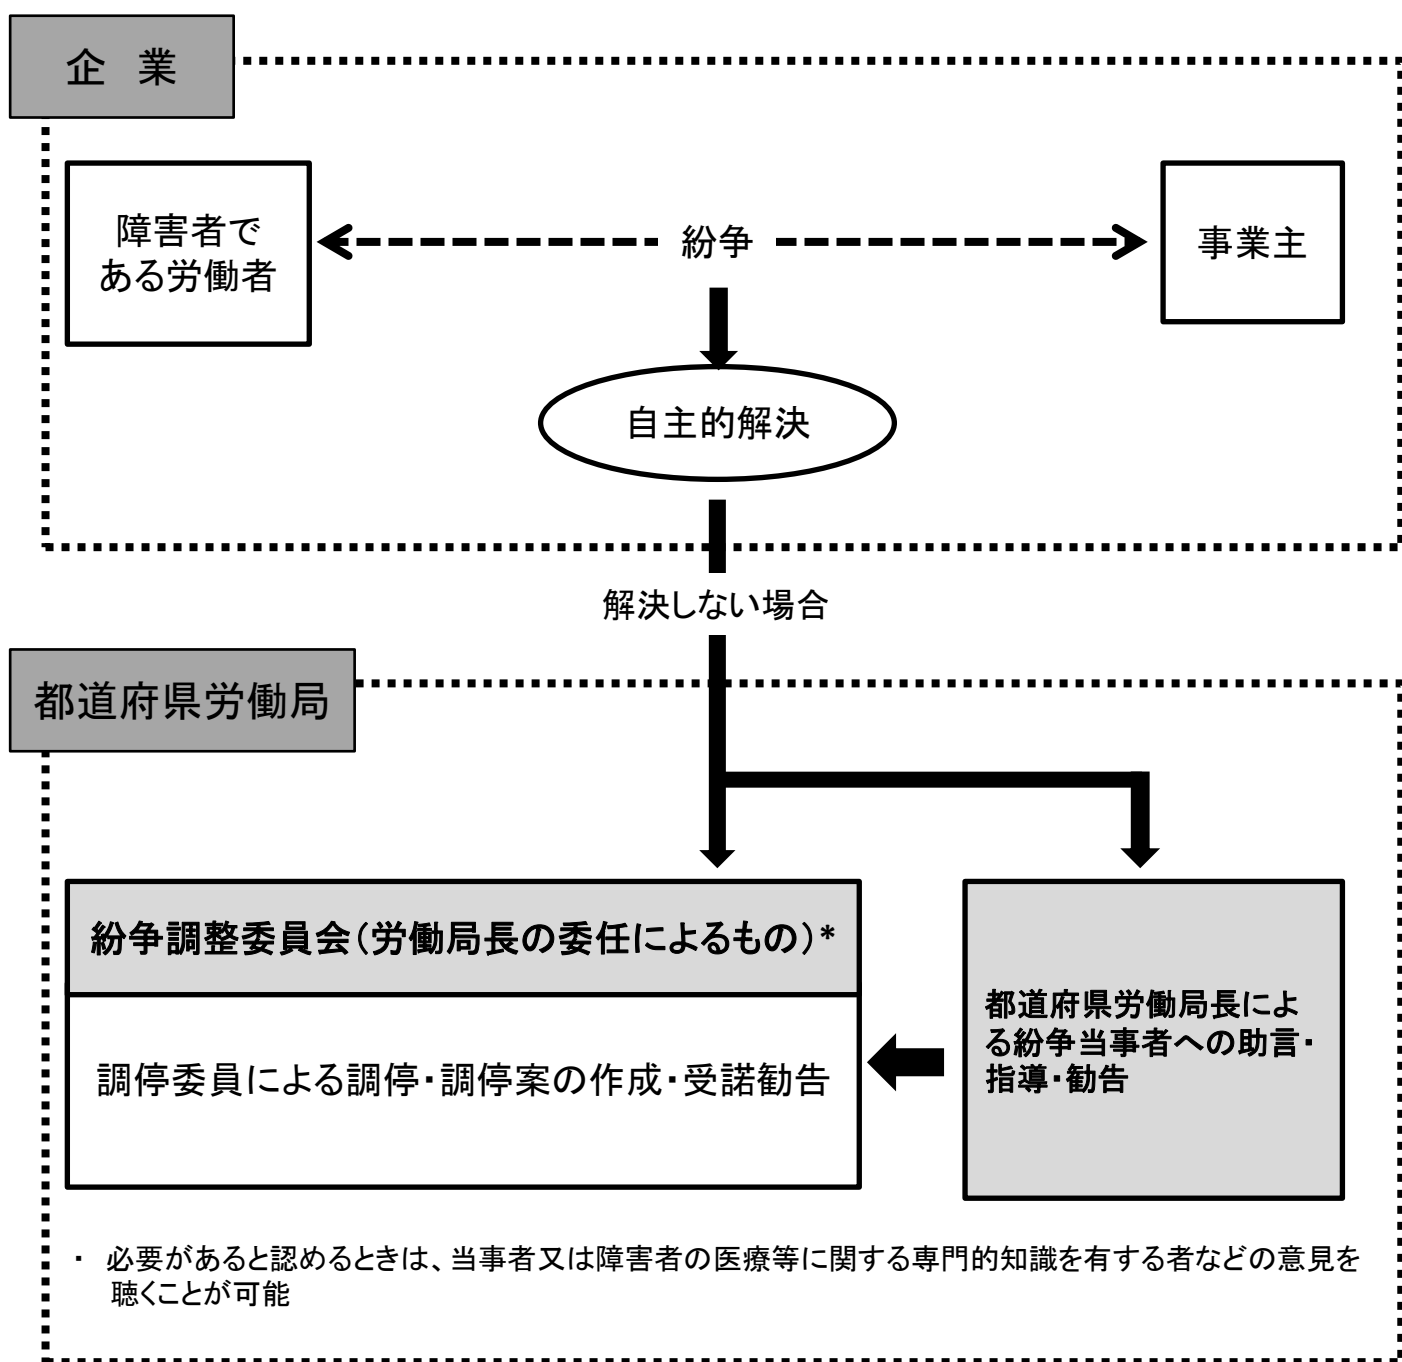 企　業
障害者で
ある労働者
紛争
事業主
自主的解決
解決しない場合
都道府県労働局
紛争調整委員会（労働局長の委任によるもの）*
調停委員による調停・調停案の作成・受諾勧告
都道府県労働局長によ
る紛争当事者への助言・
指導・勧告
・　必要があると認めるときは、当事者又は障害者の医療等に関する専門的知識を有する者などの意見を
聴くことが可能